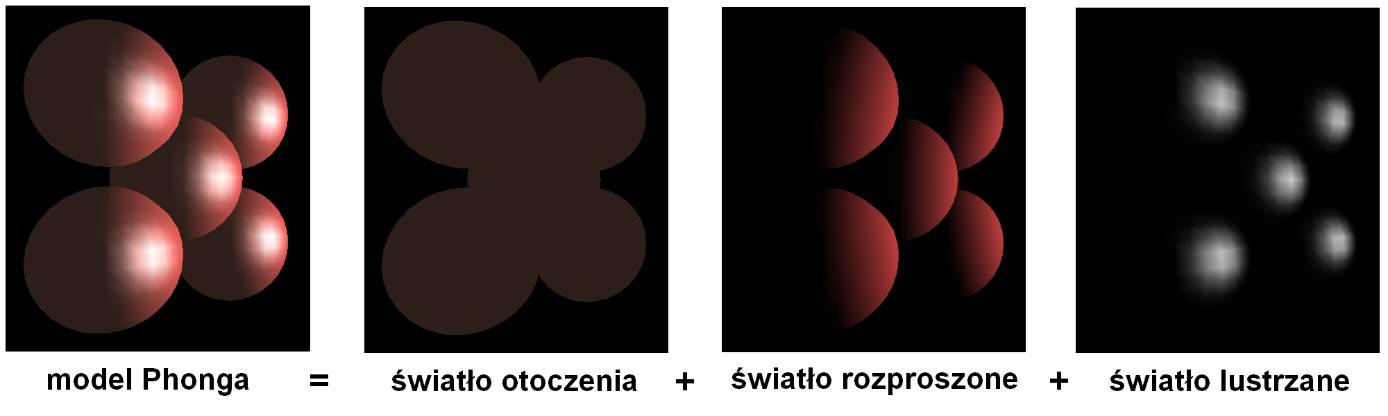 model Phonga = światło otoczenia + światło rozproszone + światło lustrzane